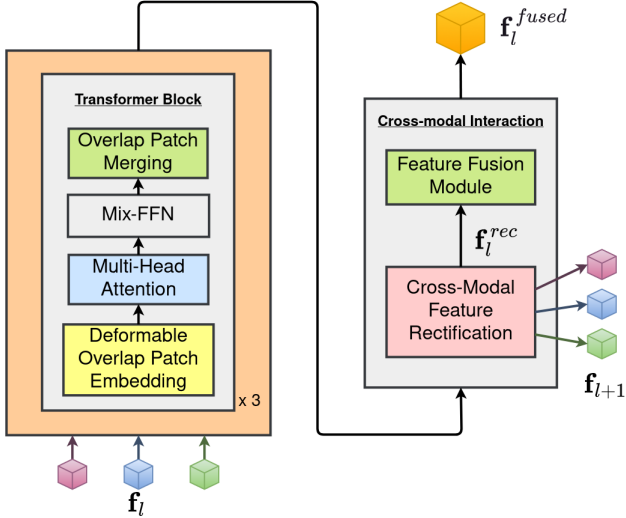 Transformer Block
Overlap Patch
Merging
Mix-FFN
Multi-Head
Attention
Deformable
Overlap Patch
Embedding
x 3
f_l
f_l^{fused}
Cross-modal Interaction
Feature Fusion
Module
f_l^{rec}
Cross-Modal
Feature
Rectification
f_{l+1}